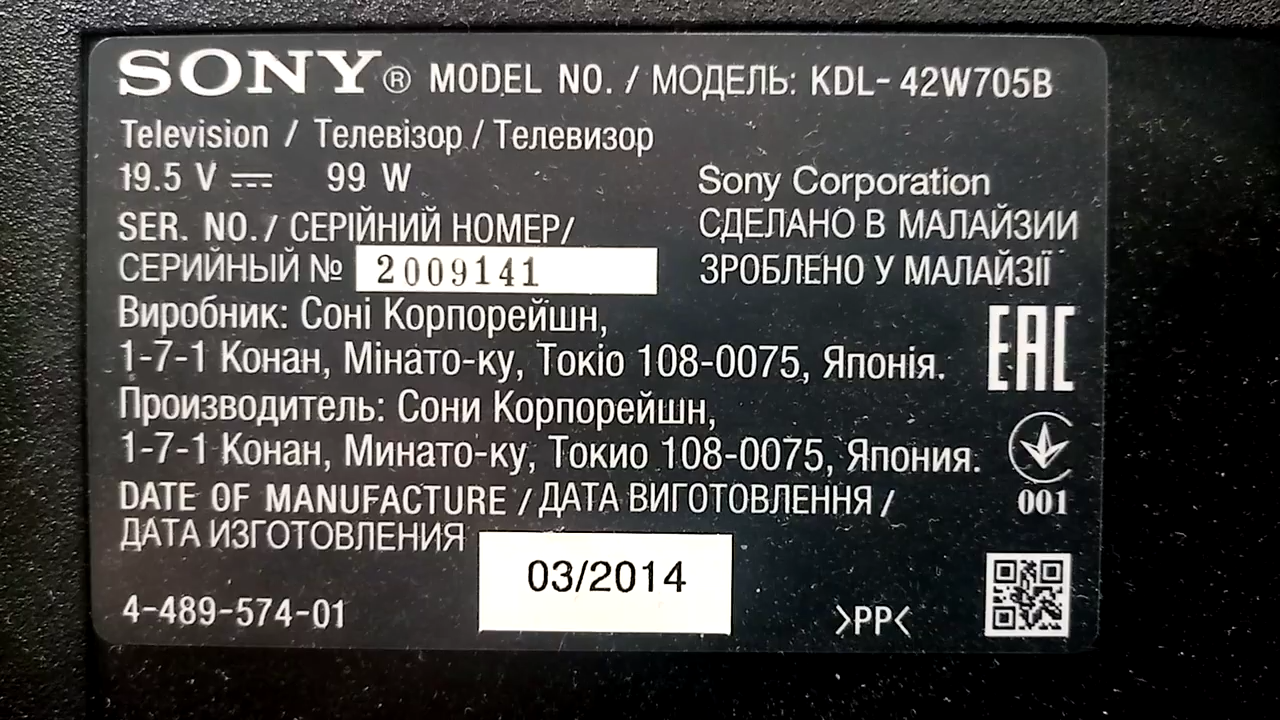 SONY® MODEL NO. / МОДЕЛЬ: KDL- 42W705B
Television / Телевізор / Телевизор
19.5 V ⎓ 99 W
Sony Corporation
SER. NO. / СЕРІЙНИЙ НОМЕР/
СДЕЛАНО В МАЛАЙЗИИ
СЕРИЙНЫЙ № 2009141
ЗРОБЛЕНО У МАЛАЙЗІЇ
Виробник: Соні Корпорейшн,
1-7-1 Конан, Мінато-ку, Токіо 108-0075, Японія.
EAC
Производитель: Сони Корпорейшн,
1-7-1 Конан, Минато-ку, Токио 108-0075, Япония.
DATE OF MANUFACTURE / ДАТА ВИГОТОВЛЕННЯ /
001
ДАТА ИЗГОТОВЛЕНИЯ 03/2014
4-489-574-01
>PP<